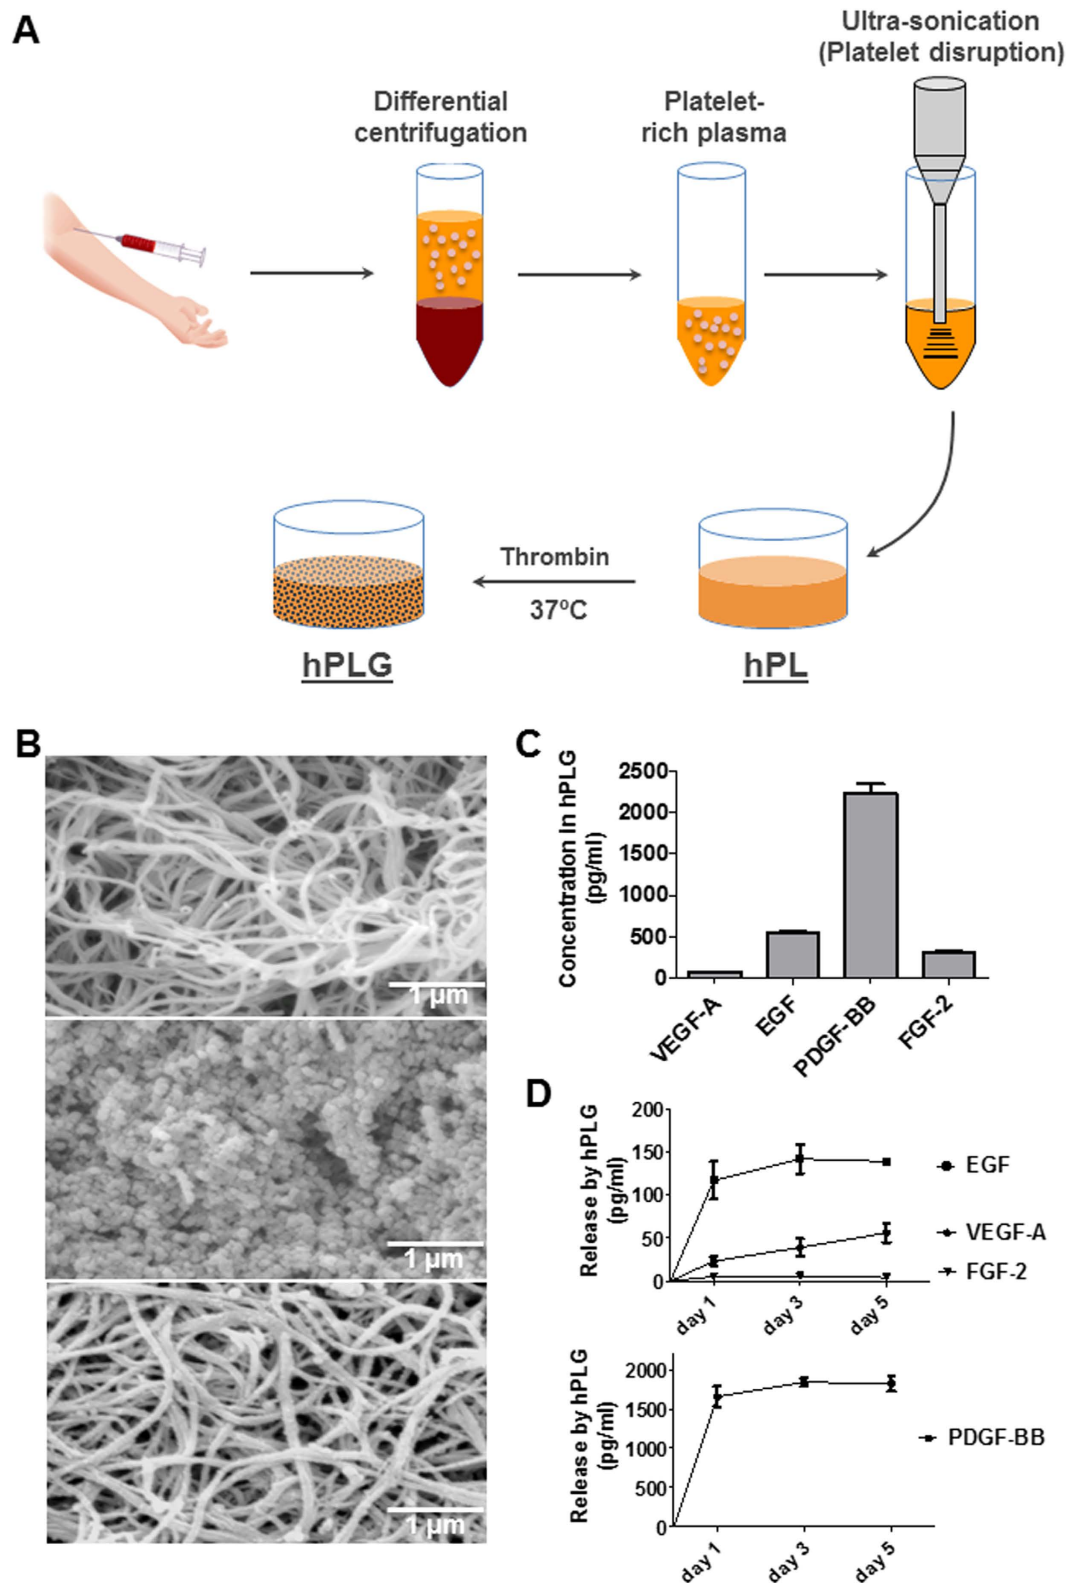 A
Differential
centrifugation
Platelet-
rich plasma
Ultra-sonication
(Platelet disruption)
Thrombin
37ºC
hPLG
hPL
B
1 µm
1 µm
1 µm
C
Concentration in hPLG
(pg/ml)
2500
2000
1500
1000
500
0
VEGF-A
EGF
PDGF-BB
FGF-2
D
Release by hPLG
(pg/ml)
200
150
100
50
0
day 1
day 3
day 5
EGF
VEGF-A
FGF-2
Release by hPLG
(pg/ml)
2000
1500
1000
500
0
day 1
day 3
day 5
PDGF-BB